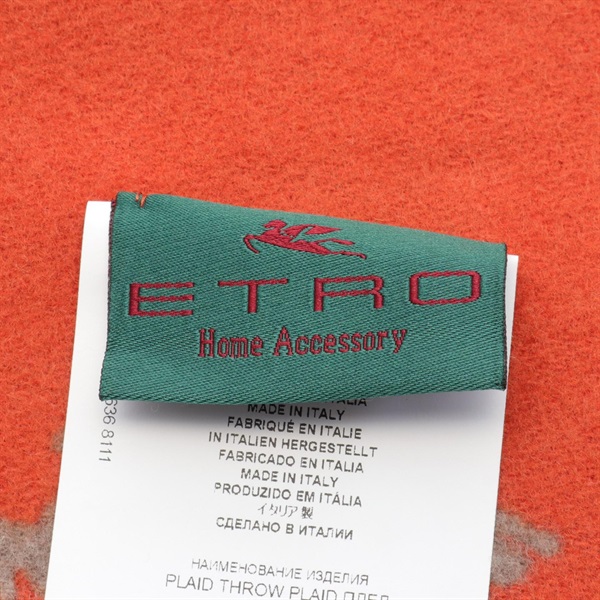 ETRO
Home Accessory
MADE IN ITALY
FABRIQUÉ EN ITALIE
IN ITALIEN HERGESTELLT
FABRICADO EN ITALIA
MADE IN ITALY
PRODUZIDO EM ITÁLIA
イタリア製
СДЕЛАНО В ИТАЛИИ
НАИМЕНОВАНИЕ ИЗДЕЛИЯ
PLAID THROW PLAID ПЛЕД
636 8111